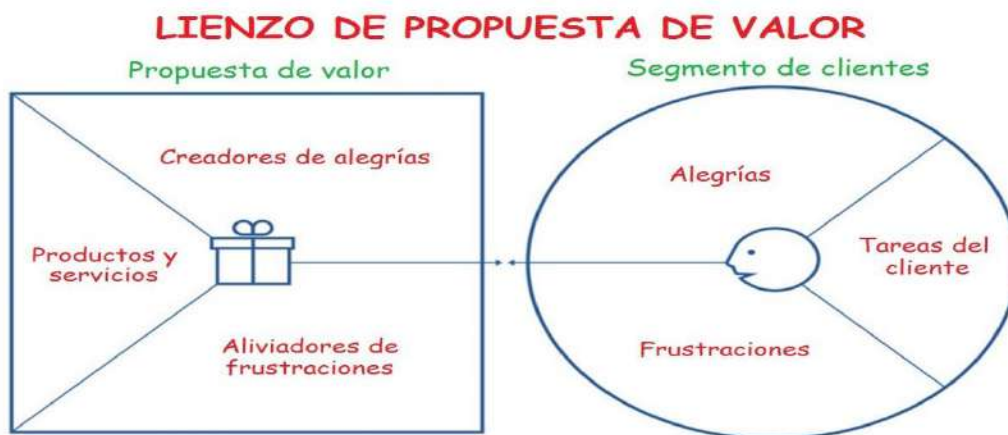 LIENZO DE PROPUESTA DE VALOR
Propuesta de valor
Segmento de clientes
Creadores de alegrías
Productos y
servicios
Aliviadores de
frustraciones
Alegrías
Tareas del
cliente
Frustraciones